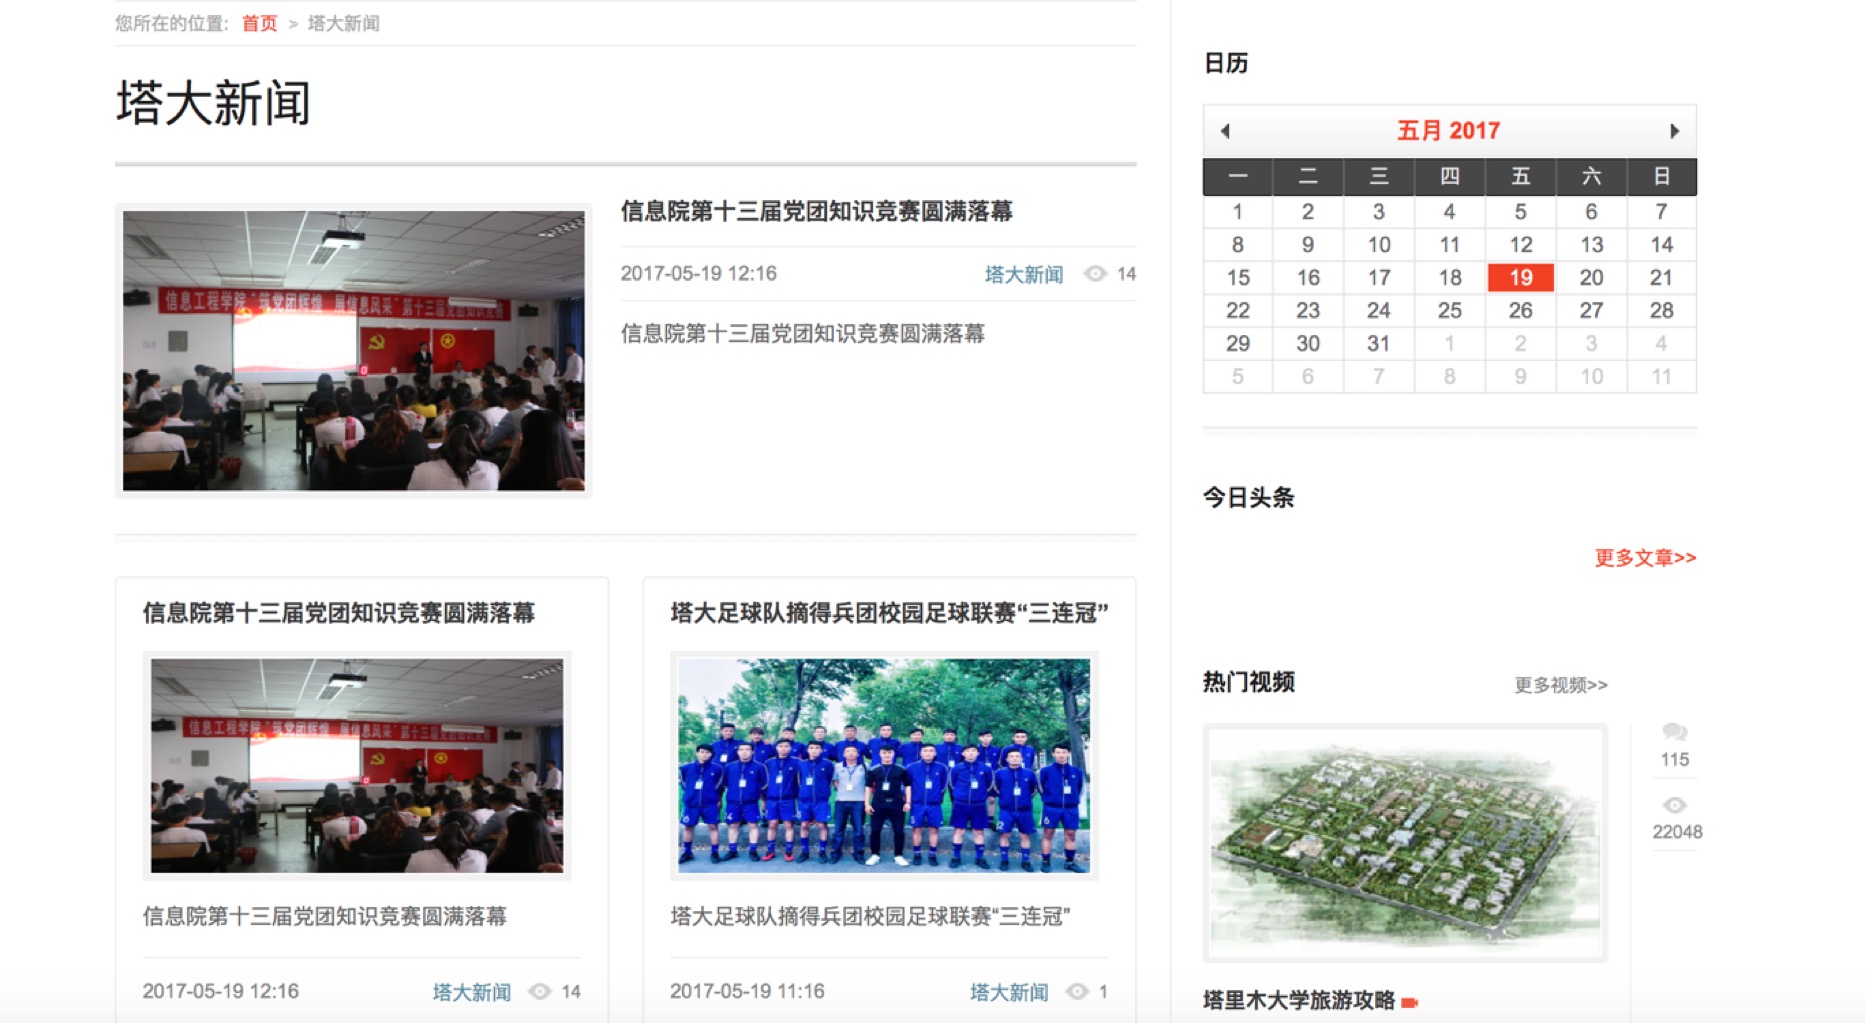 您所在的位置: 首页 > 塔大新闻
塔大新闻
信息院第十三届党团知识竞赛圆满落幕
2017-05-19 12:16 塔大新闻 14
信息院第十三届党团知识竞赛圆满落幕
信息工程学院“筑党团辉煌 展信息风采”第十三届党团知识竞赛
信息院第十三届党团知识竞赛圆满落幕
信息工程学院“筑党团辉煌 展信息风采”第十三届党团知识竞赛
信息院第十三届党团知识竞赛圆满落幕
2017-05-19 12:16 塔大新闻 14
塔大足球队摘得兵团校园足球联赛“三连冠”
塔大足球队摘得兵团校园足球联赛“三连冠”
2017-05-19 11:16 塔大新闻 1
日历
五月 2017
一 二 三 四 五 六 日
1 2 3 4 5 6 7
8 9 10 11 12 13 14
15 16 17 18 19 20 21
22 23 24 25 26 27 28
29 30 31 1 2 3 4
5 6 7 8 9 10 11
今日头条
更多文章>>
热门视频
更多视频>>
115
22048
塔里木大学旅游攻略